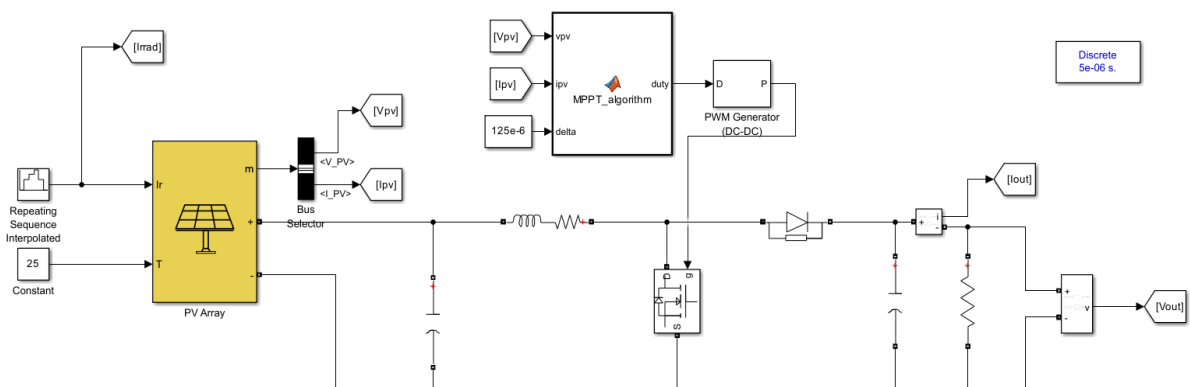 [Irrad]
[Vpv]
vpv
Discrete
5e-06 s.
[Ipv]
ipv
duty
D
P
MPPT_algorithm
[Vpv]
PWM Generator
(DC-DC)
125e-6
delta
<V_PV>
m
Ir
[Ipv]
<I_PV>
[Iout]
Bus
Selector
Repeating
Sequence
Interpolated
+
+
i
-
25
T
-
D
g
S
+
v
-
[Vout]
Constant
PV Array